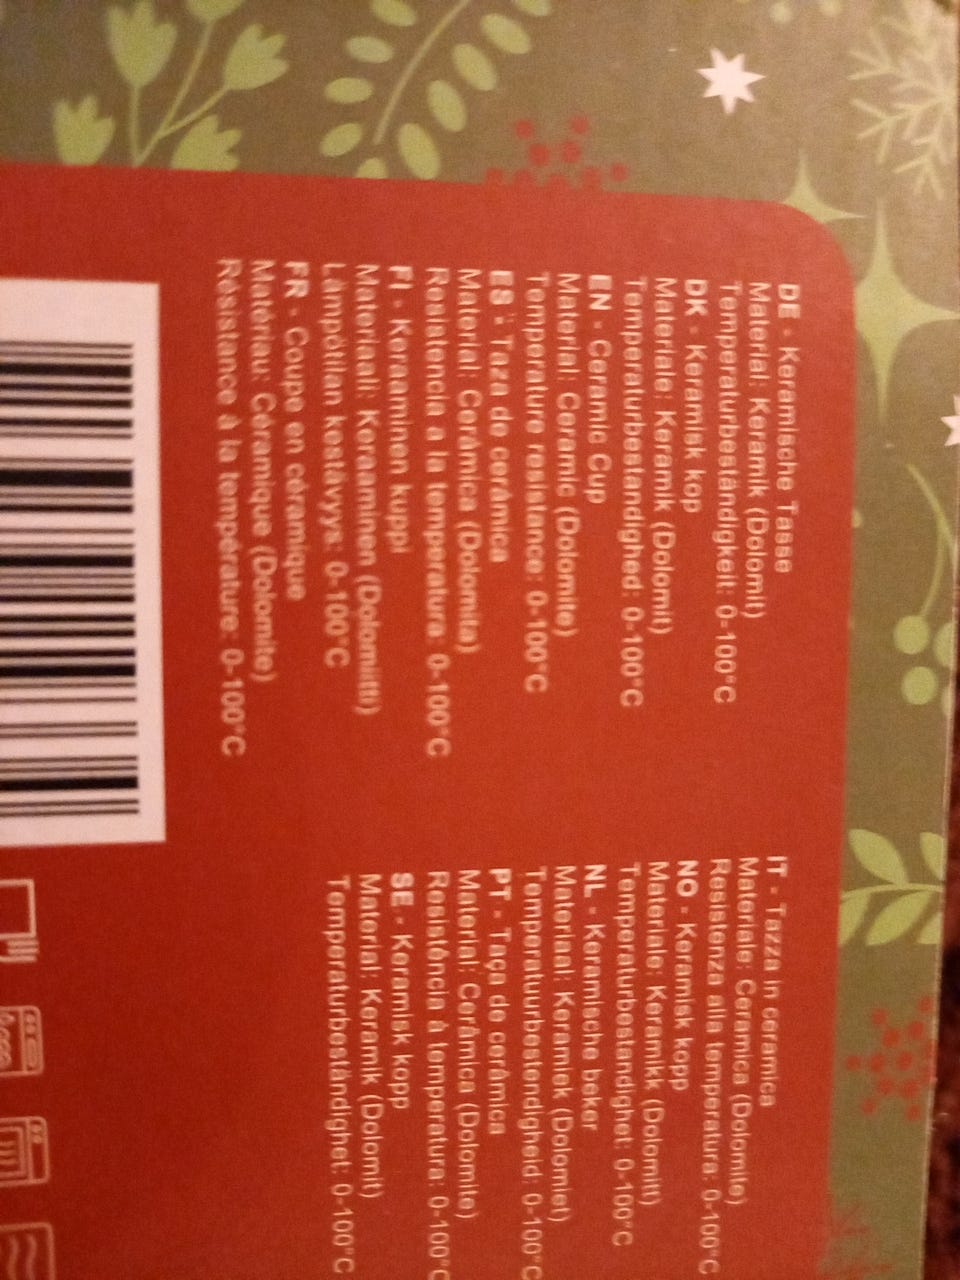 DE - Keramische Tasse
Material: Keramik (Dolomit)
Temperaturbeständigkeit: 0-100°C
DK - Keramisk kop
Materiale: Keramik (Dolomit)
Temperaturbestandighed: 0-100°C
EN - Ceramic Cup
Material: Ceramic (Dolomite)
Temperature resistance: 0-100°C
ES - Taza de cerámica
Material: Cerámica (Dolomita)
Resistencia a la temperatura: 0-100°C
FI - Keraaminen kuppi
Materiaali: Keraaminen (Dolomiitti)
Lämpötilan kestävyys: 0-100°C
FR - Coupe en céramique
Matériau: Céramique (Dolomite)
Résistance à la température: 0-100°C
IT - Tazza in ceramica
Materiale: Ceramica (Dolomite)
Resistenza alla temperatura: 0-100°C
NO - Keramisk kopp
Materiale: Keramikk (Dolomitt)
Temperaturbestandighet: 0-100°C
NL - Keramische beker
Materiaal: Keramiek (Dolomiet)
Temperatuurbestendigheid: 0-100°C
PT - Taça de cerâmica
Material: Cerâmica (Dolomite)
Resistência à temperatura: 0-100°C
SE - Keramisk kopp
Material: Keramik (Dolomit)
Temperaturbeständighet: 0-100°C